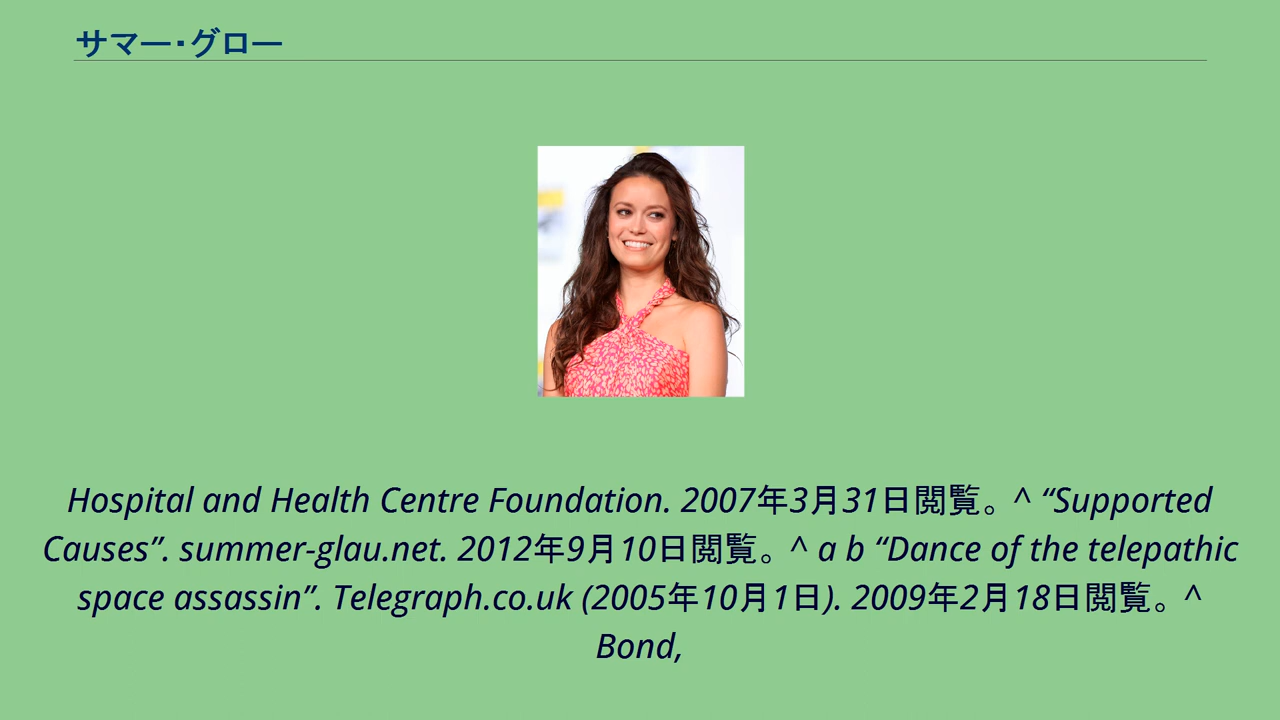 サマー・グロー
Hospital and Health Centre Foundation. 2007年3月31日閲覧。^ “Supported
Causes”. summer-glau.net. 2012年9月10日閲覧。^ a b “Dance of the telepathic
space assassin”. Telegraph.co.uk (2005年10月1日). 2009年2月18日閲覧。^
Bond,